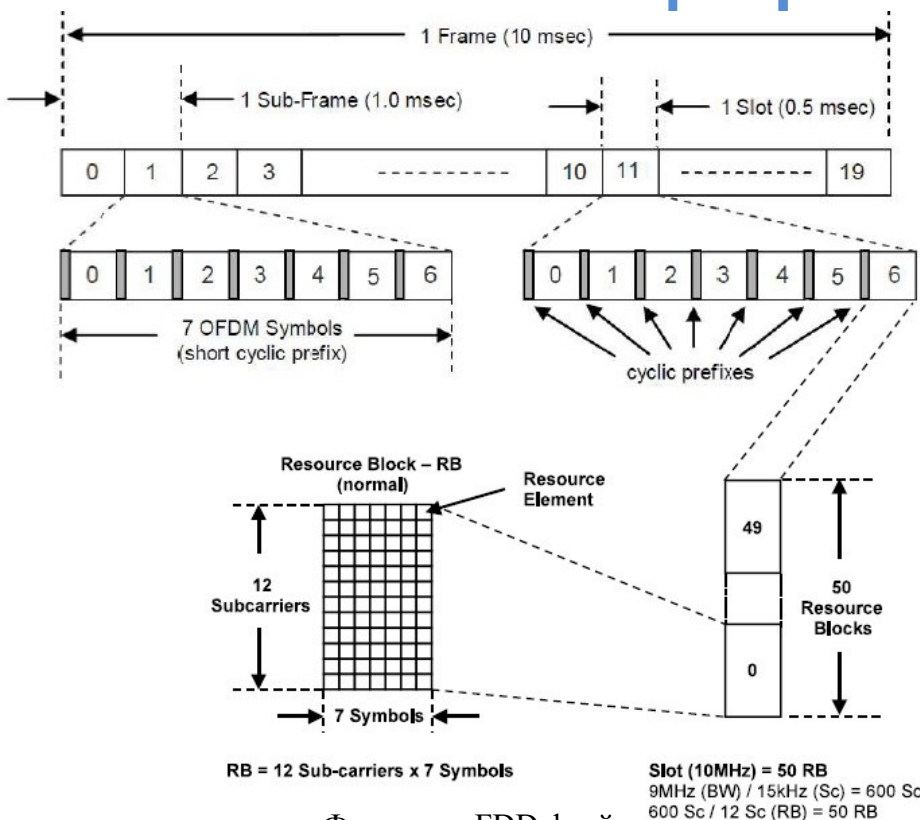 1 Frame (10 msec)
1 Sub-Frame (1.0 msec)
1 Slot (0.5 msec)
0 1 2 3 10 11 19
0 1 2 3 4 5 6
0 1 2 3 4 5 6
7 OFDM Symbols
(short cyclic prefix)
cyclic prefixes
Resource Block – RB
(normal)
Resource
Element
49
12
Subcarriers
50
Resource
Blocks
0
7 Symbols
RB = 12 Sub-carriers x 7 Symbols
Slot (10MHz) = 50 RB
9MHz (BW) / 15kHz (Sc) = 600 Sc
600 Sc / 12 Sc (RB) = 50 RB